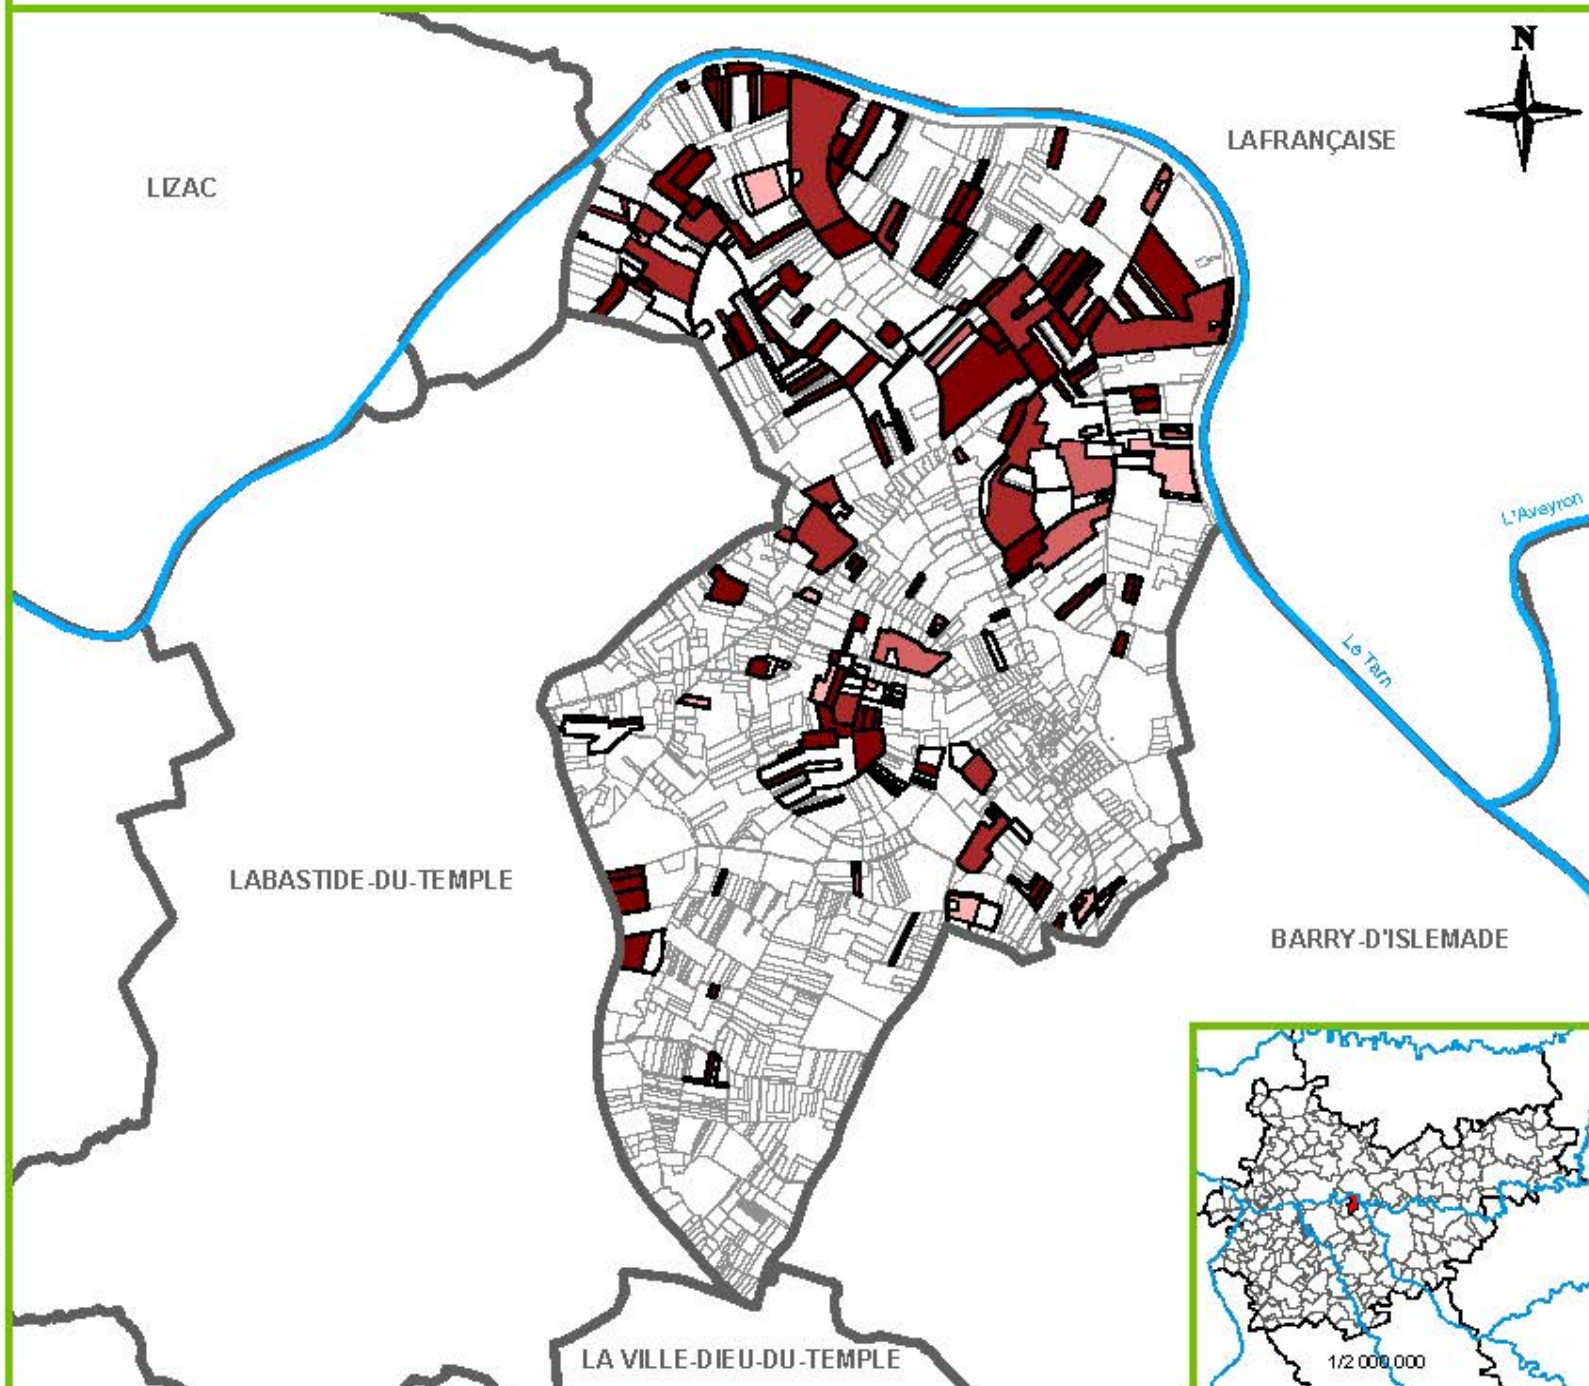 N
LAFRANÇAISE
LIZAC
L'Aveyron
Le Tarn
LABASTIDE-DU-TEMPLE
BARRY-D'ISLEMADE
LA VILLE-DIEU-DU-TEMPLE
1/2 000 000